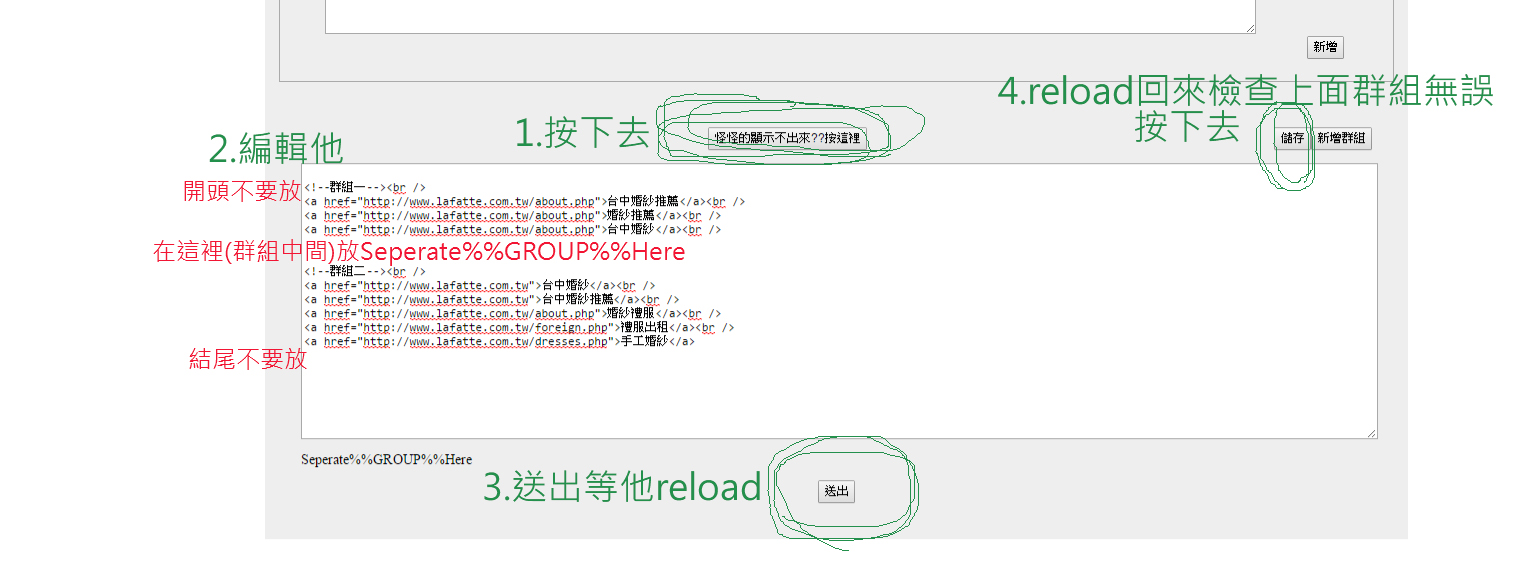 新增
4.reload回來檢查上面群組無誤
按下去
1.按下去
怪怪的顯示不出來??按這裡
儲存
新增群組
2.編輯他
開頭不要放
<!--群組一--><br />
<a href="http://www.lafatte.com.tw/about.php">台中婚紗推薦</a><br />
<a href="http://www.lafatte.com.tw/about.php">婚紗推薦</a><br />
<a href="http://www.lafatte.com.tw/about.php">台中婚紗</a><br />
在這裡(群組中間)放Seperate%%GROUP%%Here
<!--群組二--><br />
<a href="http://www.lafatte.com.tw">台中婚紗</a><br />
<a href="http://www.lafatte.com.tw">台中婚紗推薦</a><br />
<a href="http://www.lafatte.com.tw/about.php">婚紗禮服</a><br />
<a href="http://www.lafatte.com.tw/foreign.php">禮服出租</a><br />
<a href="http://www.lafatte.com.tw/dresses.php">手工婚紗</a>
結尾不要放
Seperate%%GROUP%%Here
3.送出等他reload
送出